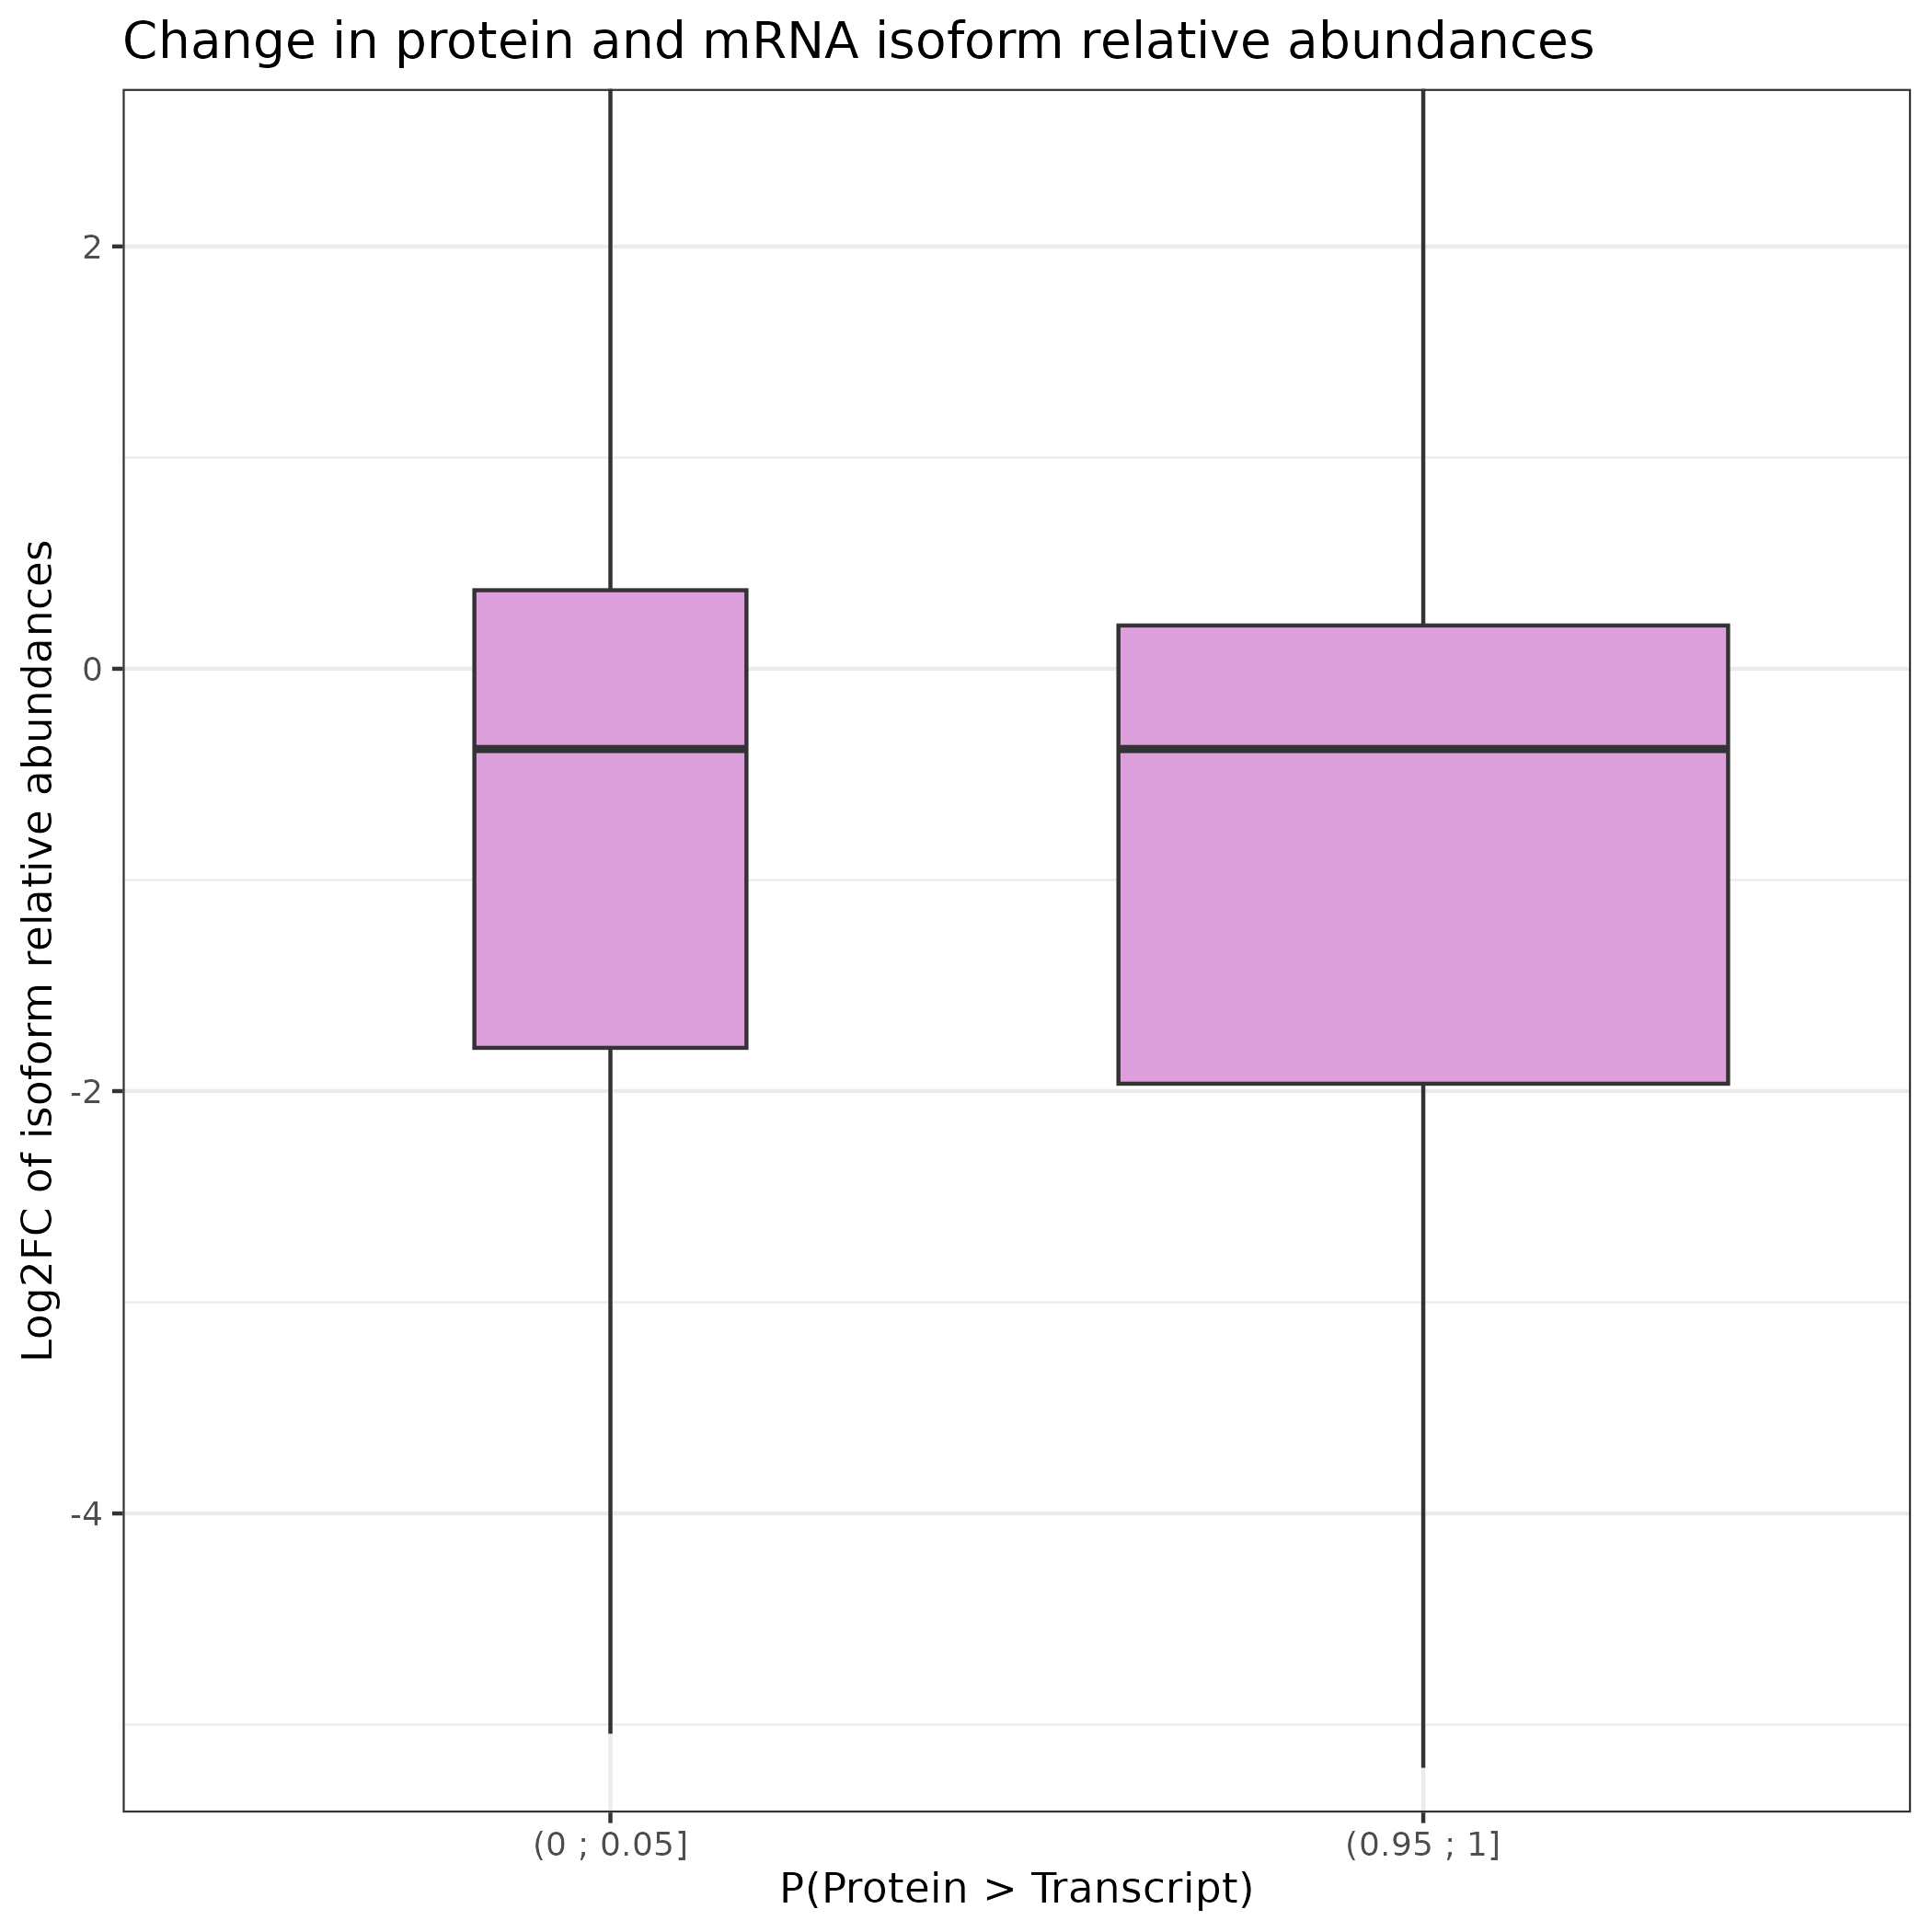 Change in protein and mRNA isoform relative abundances
Log2FC of isoform relative abundances
2
0
-2
-4
(0 ; 0.05]
(0.95 ; 1]
P(Protein > Transcript)